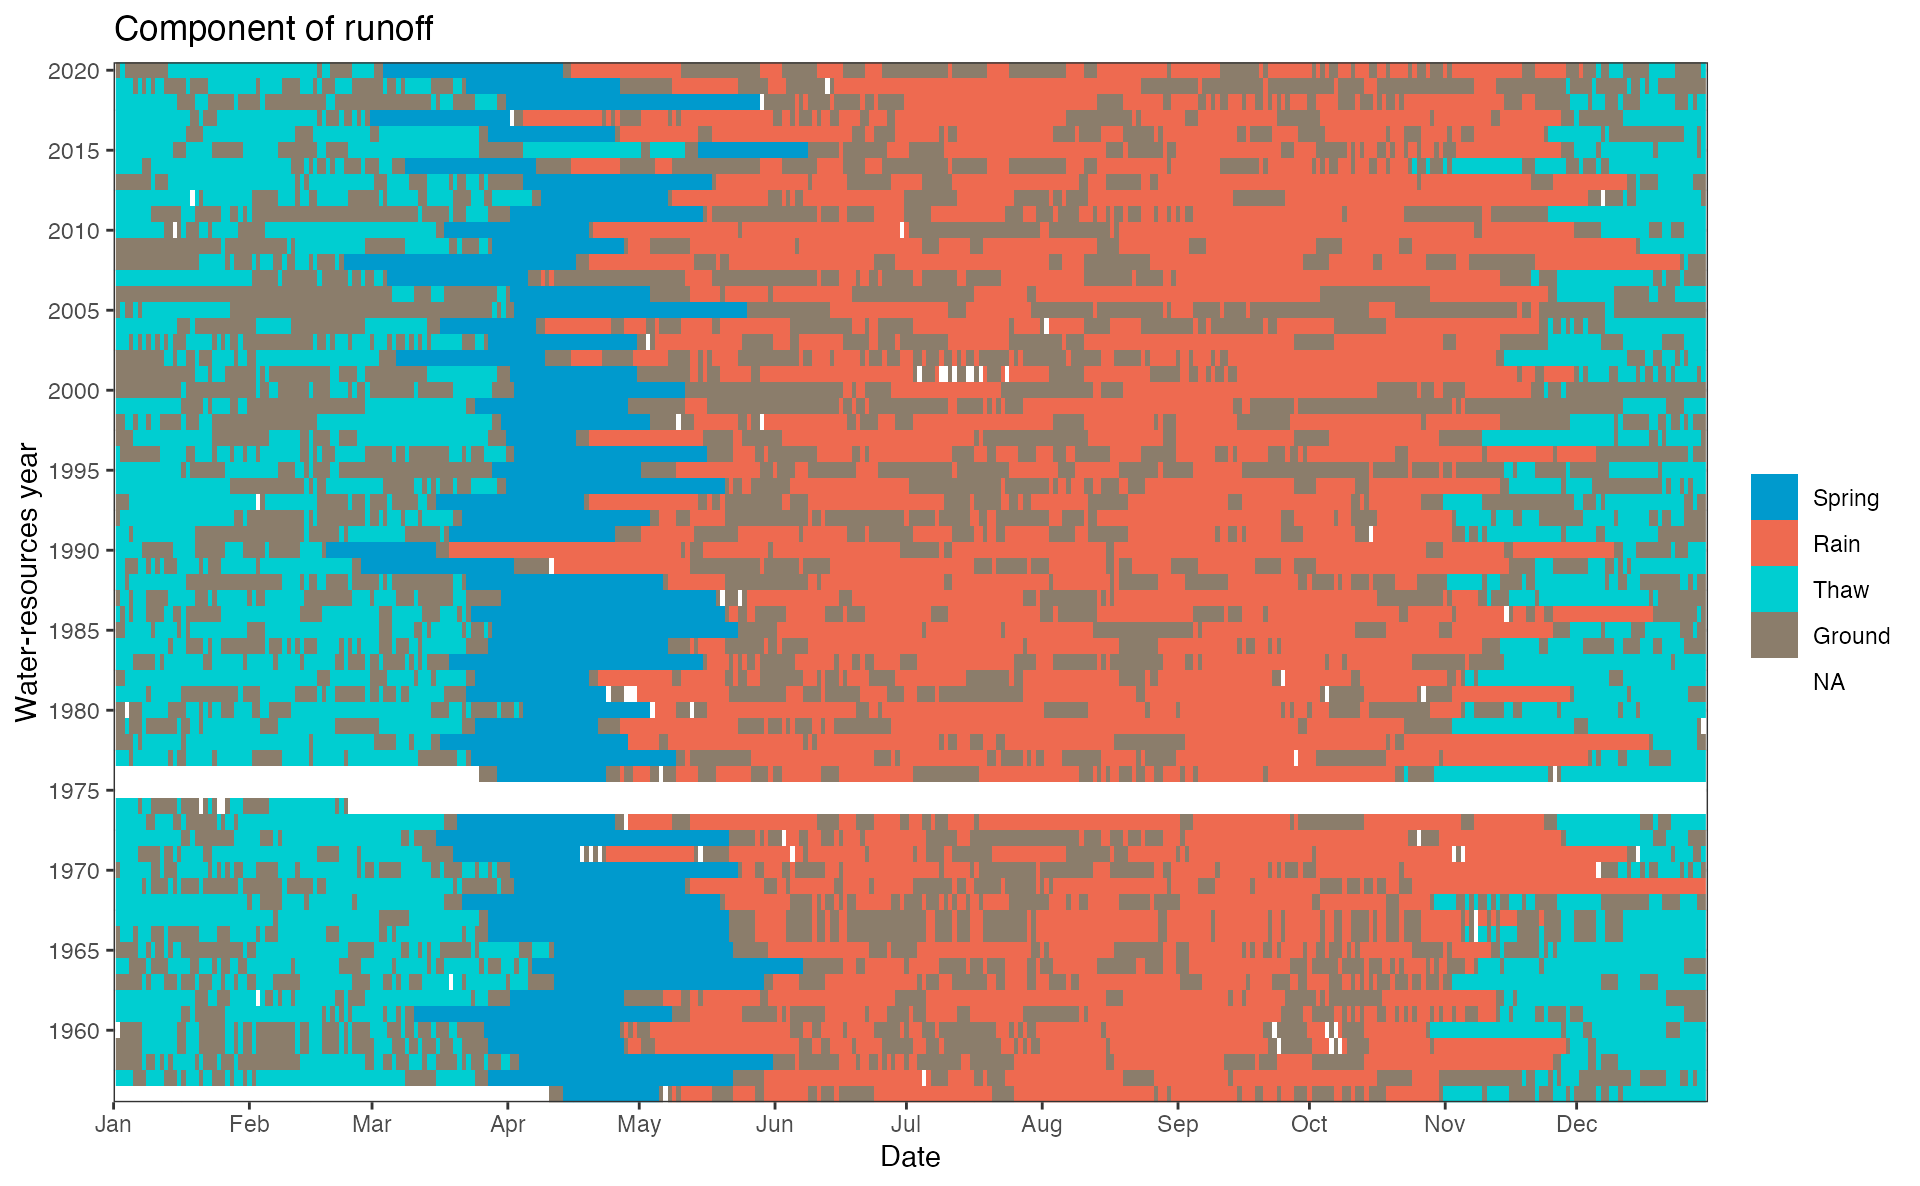 Component of runoff
Water-resources year
2020
2015
2010
2005
2000
1995
1990
1985
1980
1975
1970
1965
1960
Jan Feb Mar Apr May Jun Jul Aug Sep Oct Nov Dec
Date
Spring
Rain
Thaw
Ground
NA